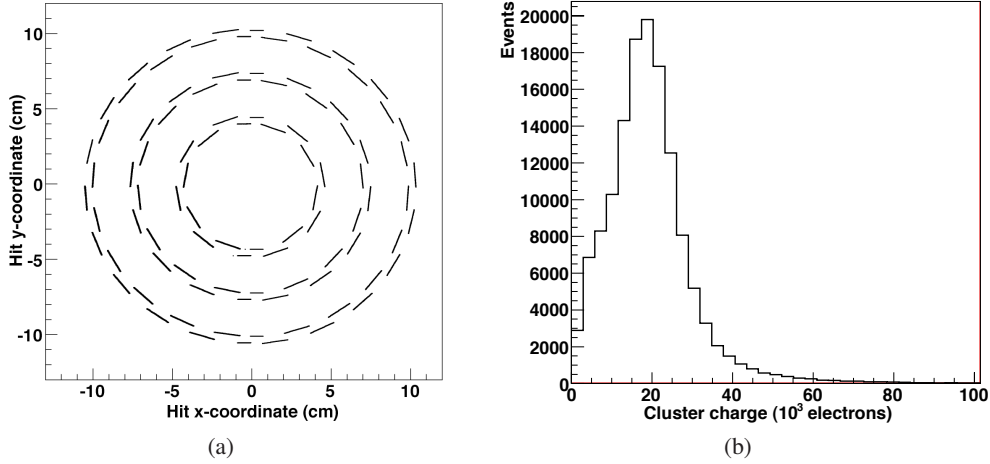 10
5
0
-5
-10
Hit y-coordinate (cm)
-10 -5 0 5 10
Hit x-coordinate (cm)
(a)
Events
20000
18000
16000
14000
12000
10000
8000
6000
4000
2000
0
0 20 40 60 80 100
Cluster charge (10³ electrons)
(b)